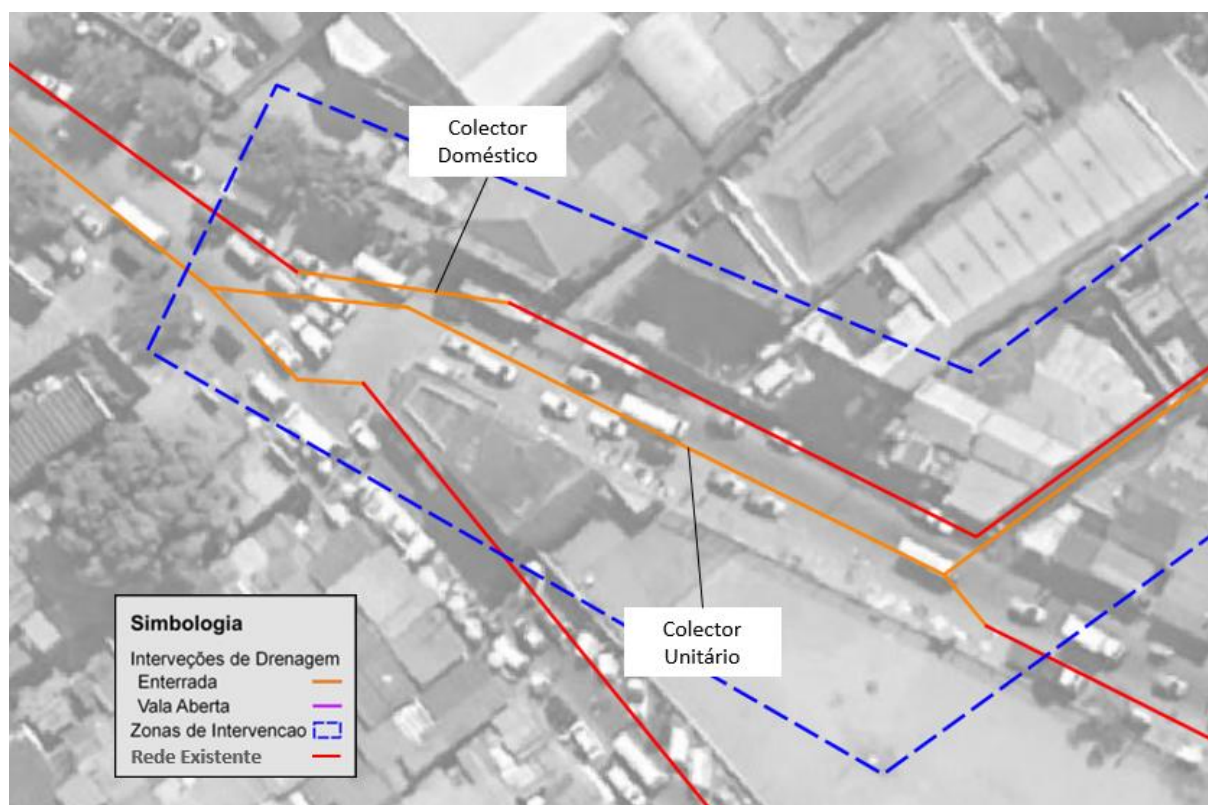 Colector
Doméstico
Colector
Unitário
Simbologia
Interveções de Drenagem
Enterrada
Vala Aberta
Zonas de Intervencao
Rede Existente